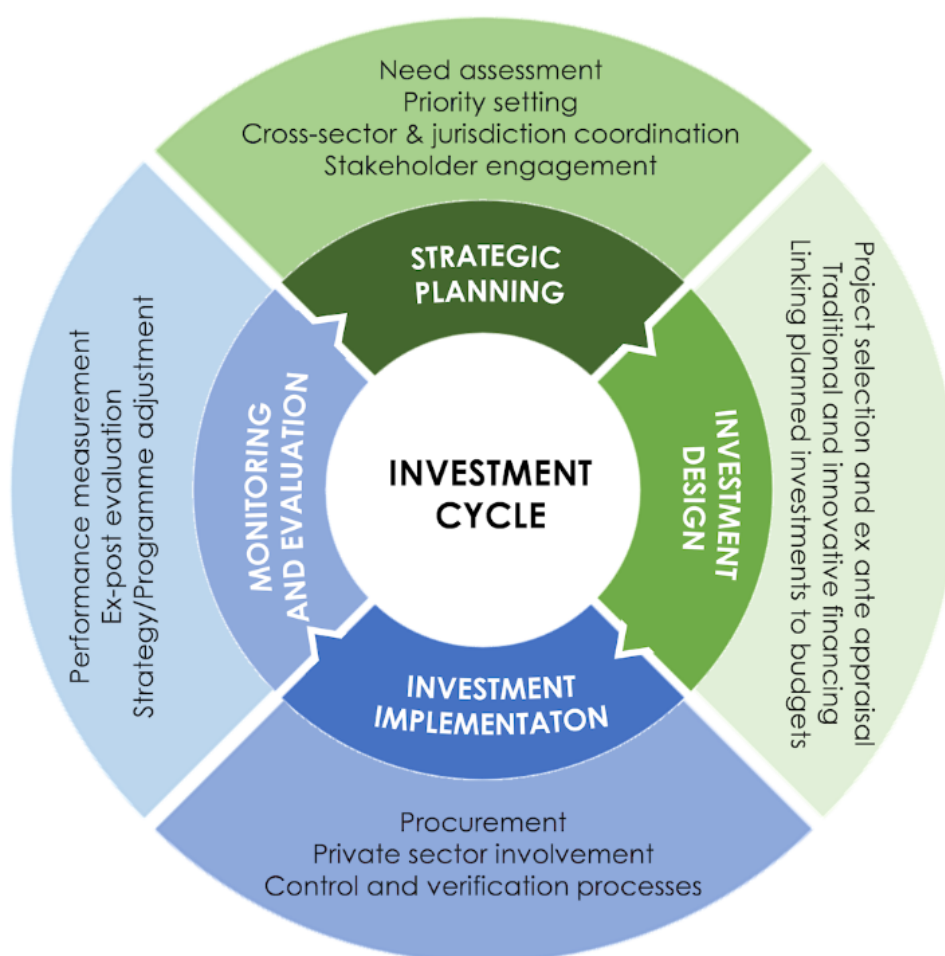 Need assessment
Priority setting
Cross-sector & jurisdiction coordination
Stakeholder engagement
STRATEGIC
PLANNING
Project selection and ex ante appraisal
Traditional and innovative financing
Linking planned investments to budgets
INVESTMENT
DESIGN
INVESTMENT
CYCLE
Performance measurement
Ex-post evaluation
Strategy/Programme adjustment
MONITORING
AND EVALUATION
INVESTMENT
IMPLEMENTATON
Procurement
Private sector involvement
Control and verification processes